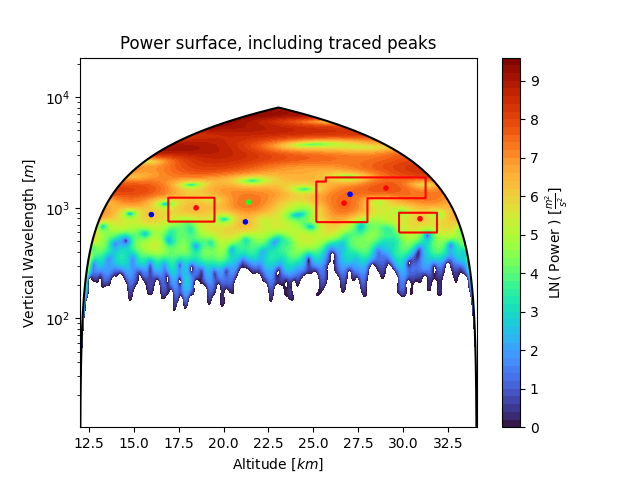 Power surface, including traced peaks
Vertical Wavelength [m]
10⁴
10³
10²
12.5 15.0 17.5 20.0 22.5 25.0 27.5 30.0 32.5
Altitude [km]
9
8
7
6
5
4
3
2
1
0
LN( Power ) [m²/s²]